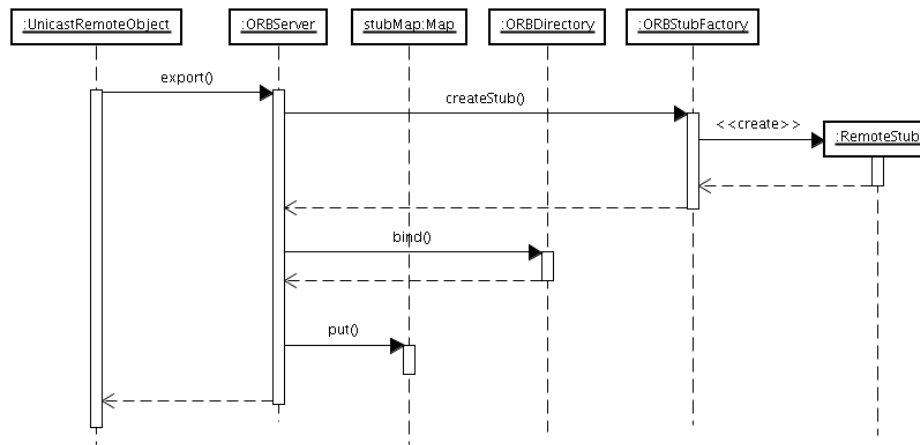 :UnicastRemoteObject
:ORBServer
stubMap:Map
:ORBDirectory
:ORBStubFactory
export()
createStub()
<<create>>
:RemoteStub
bind()
put()